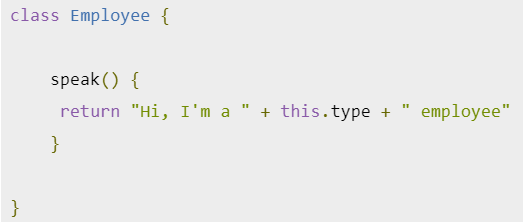 class Employee {
speak() {
return "Hi, I'm a " + this.type + " employee"
}
}